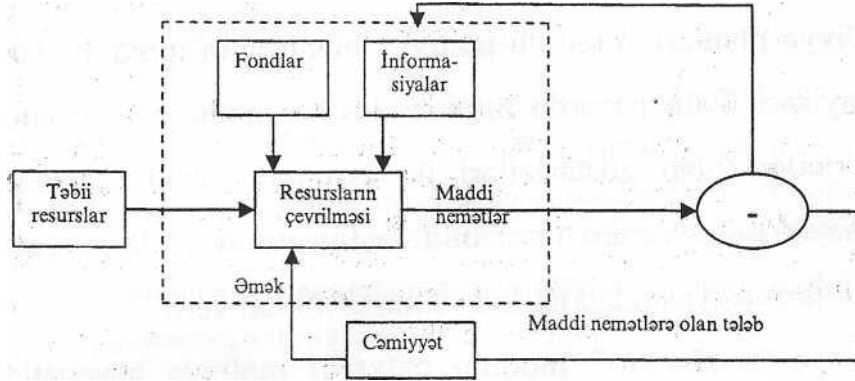 Fondlar
İnforma-
siyalar
Təbii
resurslar
Resursların
çevrilməsi
Maddi
nemətlər
-
Əmək
Cəmiyyət
Maddi nemətlərə olan tələb